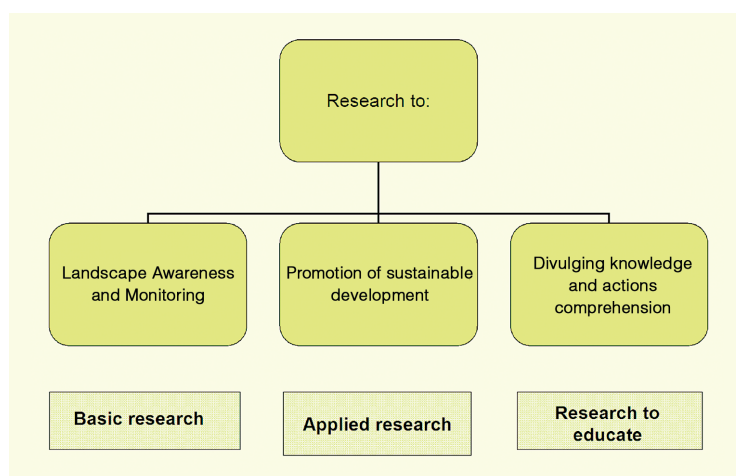 Research to:
Landscape Awareness
and Monitoring
Promotion of sustainable
development
Divulging knowledge
and actions
comprehension
Basic research
Applied research
Research to
educate